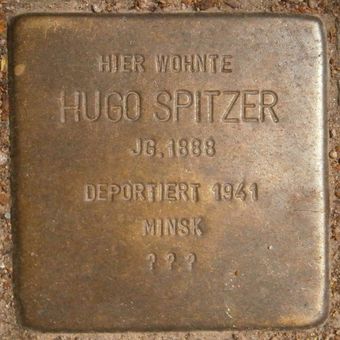 HIER WOHNTE
HUGO SPITZER
JG.1888
DEPORTIERT 1941
MINSK
? ? ?